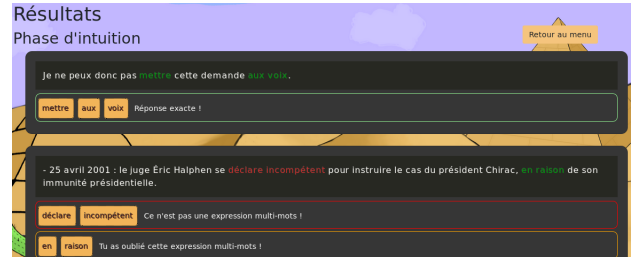 Résultats
Phase d'intuition
Retour au menu
Je ne peux donc pas mettre cette demande aux voix.
mettre aux voix Réponse exacte !
- 25 avril 2001 : le juge Éric Halphen se déclare incompétent pour instruire le cas du président Chirac, en raison de son
immunité présidentielle.
déclare incompétent Ce n'est pas une expression multi-mots !
en raison Tu as oublié cette expression multi-mots !